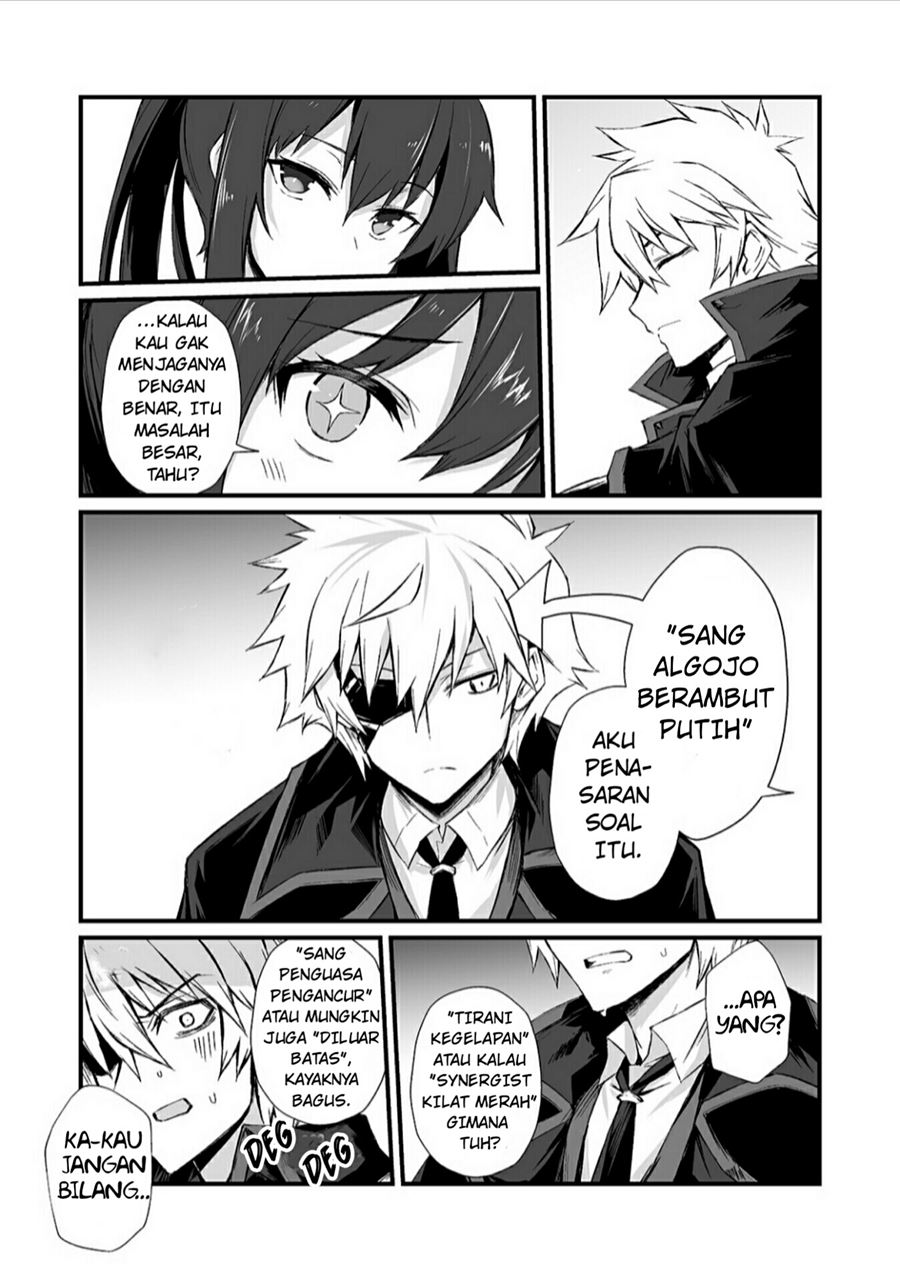 ...KALAU
KAU GAK
MENJAGANYA
DENGAN
BENAR, ITU
MASALAH
BESAR,
TAHU?
"SANG
ALGOJO
BERAMBUT
PUTIH"
AKU
PENA-
SARAN
SOAL
ITU.
...APA
YANG?
"TIRANI
KEGELAPAN"
ATAU KALAU
"SYNERGIST
KILAT MERAH"
GIMANA
TUH?
"SANG
PENGUASA
PENGANCUR"
ATAU MUNGKIN
JUGA "DILUAR
BATAS",
KAYAKNYA
BAGUS.
DEG
DEG
KA-KAU
JANGAN
BILANG...